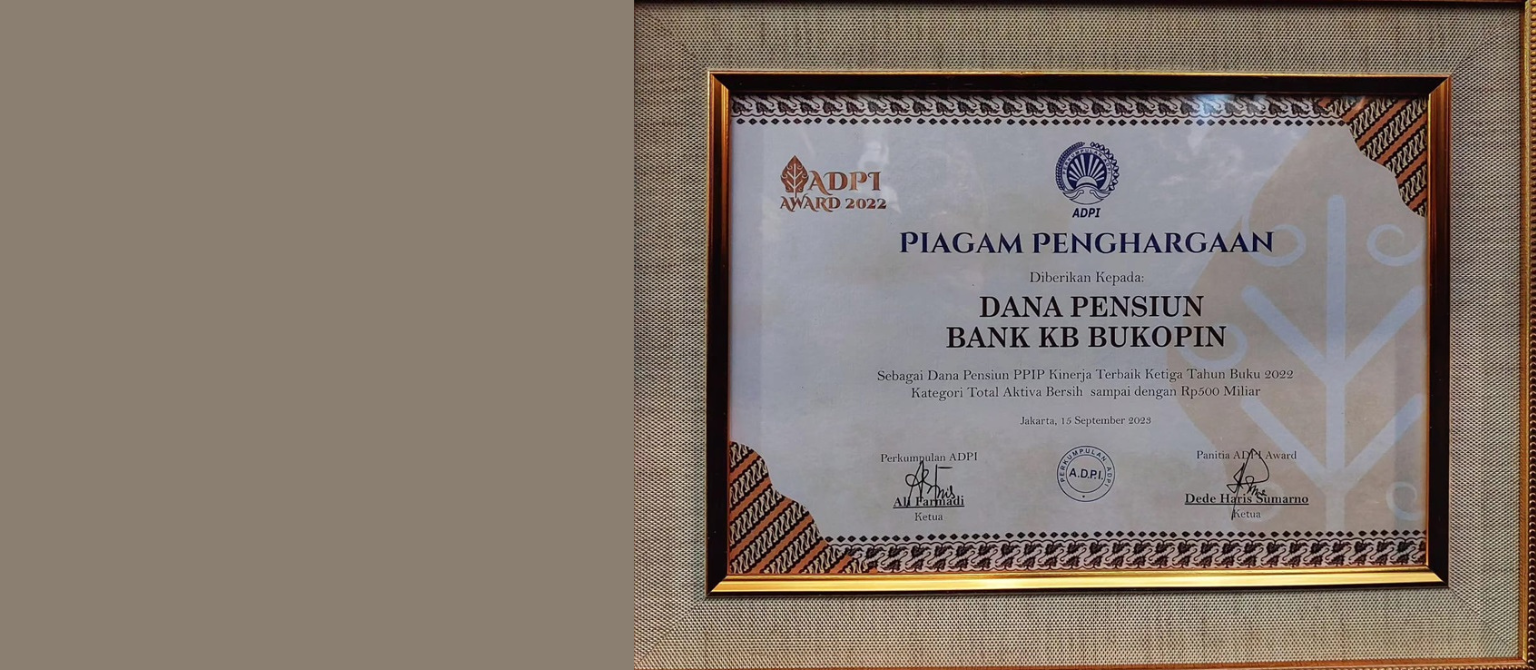 ADPI
AWARD 2022
ADPI
PIAGAM PENGHARGAAN
Diberikan Kepada:
DANA PENSIUN
BANK KB BUKOPIN
Sebagai Dana Pensiun PPIP Kinerja Terbaik Ketiga Tahun Buku 2022
Kategori Total Aktiva Bersih sampai dengan Rp500 Miliar
Jakarta, 15 September 2023
Perkumpulan ADPI
Ali Farmadi
Ketua
PERKUMPULAN ADPI
A.D.P.I.
Panitia ADPI Award
Dede Haris Sumarno
Ketua